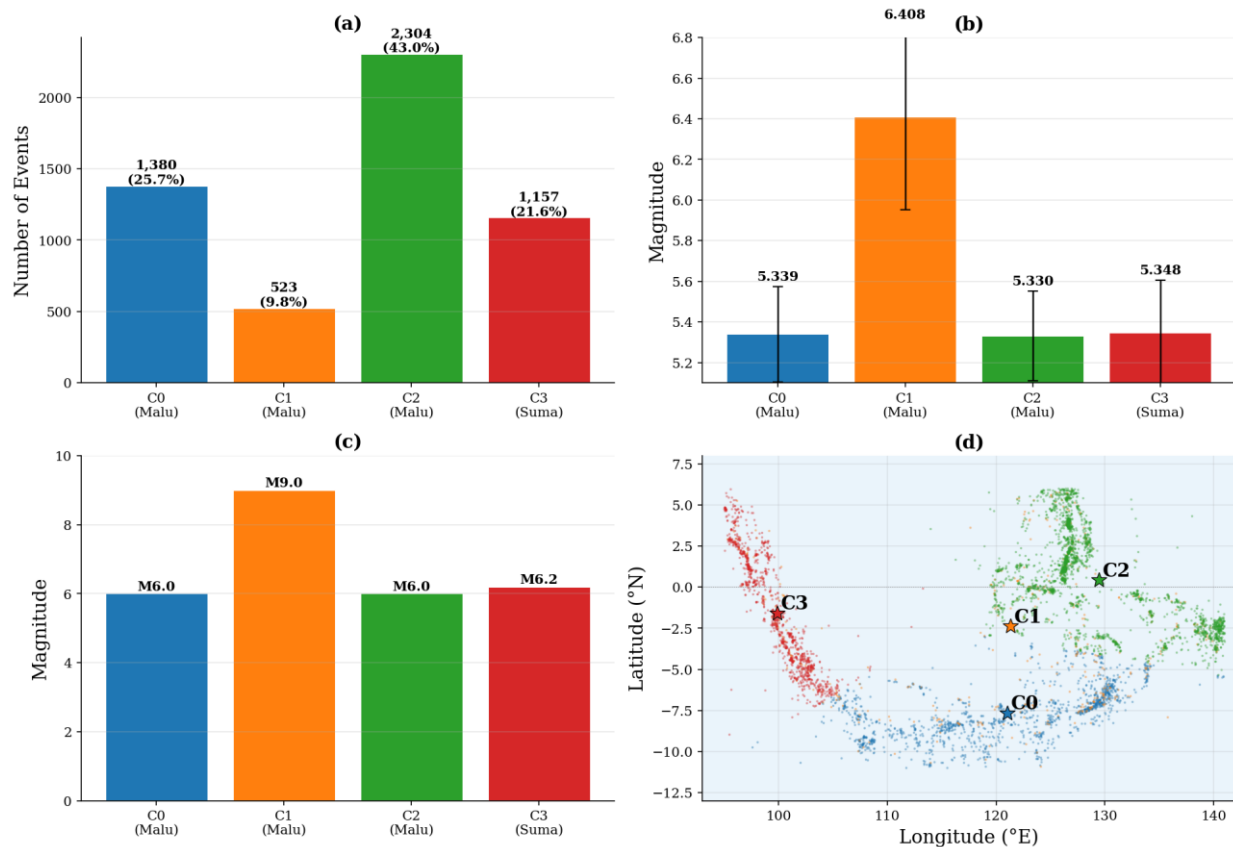 (a)
Number of Events
2000
1500
1000
500
0
1,380
(25.7%)
523
(9.8%)
2,304
(43.0%)
1,157
(21.6%)
C0
(Malu)
C1
(Malu)
C2
(Malu)
C3
(Suma)
(b)
Magnitude
6.8
6.6
6.4
6.2
6.0
5.8
5.6
5.4
5.2
5.339
6.408
5.330
5.348
C0
(Malu)
C1
(Malu)
C2
(Malu)
C3
(Suma)
(c)
Magnitude
10
8
6
4
2
0
M6.0
M9.0
M6.0
M6.2
C0
(Malu)
C1
(Malu)
C2
(Malu)
C3
(Suma)
(d)
Latitude (°N)
7.5
5.0
2.5
0.0
−2.5
−5.0
−7.5
−10.0
−12.5
C3
C2
C1
C0
100
110
120
130
140
Longitude (°E)